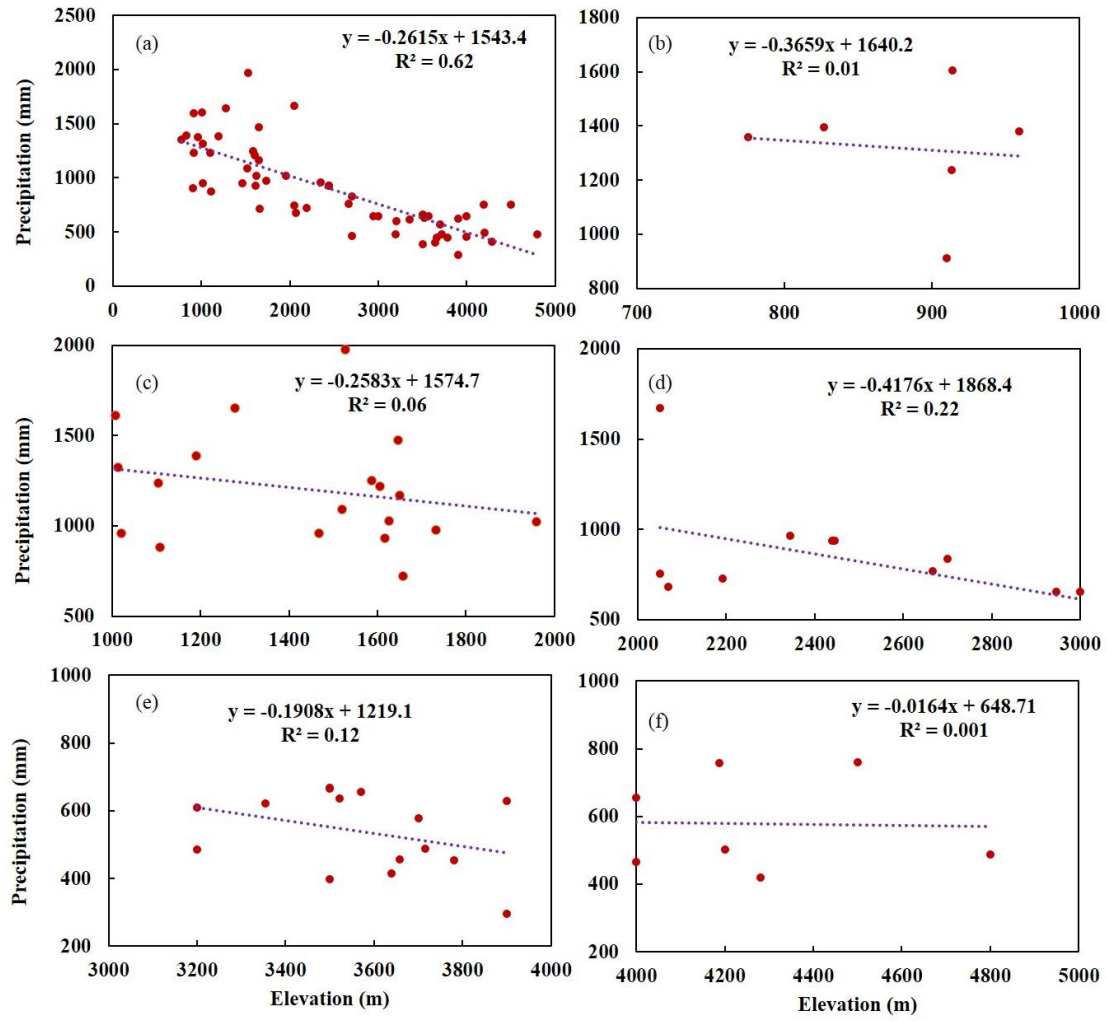 (a)
y = -0.2615x + 1543.4
R² = 0.62
2500
2000
1500
1000
500
0
0 1000 2000 3000 4000 5000
Precipitation (mm)
(b)
y = -0.3659x + 1640.2
R² = 0.01
1800
1600
1400
1200
1000
800
700 800 900 1000
(c)
y = -0.2583x + 1574.7
R² = 0.06
2000
1500
1000
500
1000 1200 1400 1600 1800 2000
Precipitation (mm)
(d)
y = -0.4176x + 1868.4
R² = 0.22
2000
1500
1000
500
2000 2200 2400 2600 2800 3000
(e)
y = -0.1908x + 1219.1
R² = 0.12
1000
800
600
400
200
3000 3200 3400 3600 3800 4000
Precipitation (mm)
Elevation (m)
(f)
y = -0.0164x + 648.71
R² = 0.001
1000
800
600
400
200
4000 4200 4400 4600 4800 5000
Elevation (m)